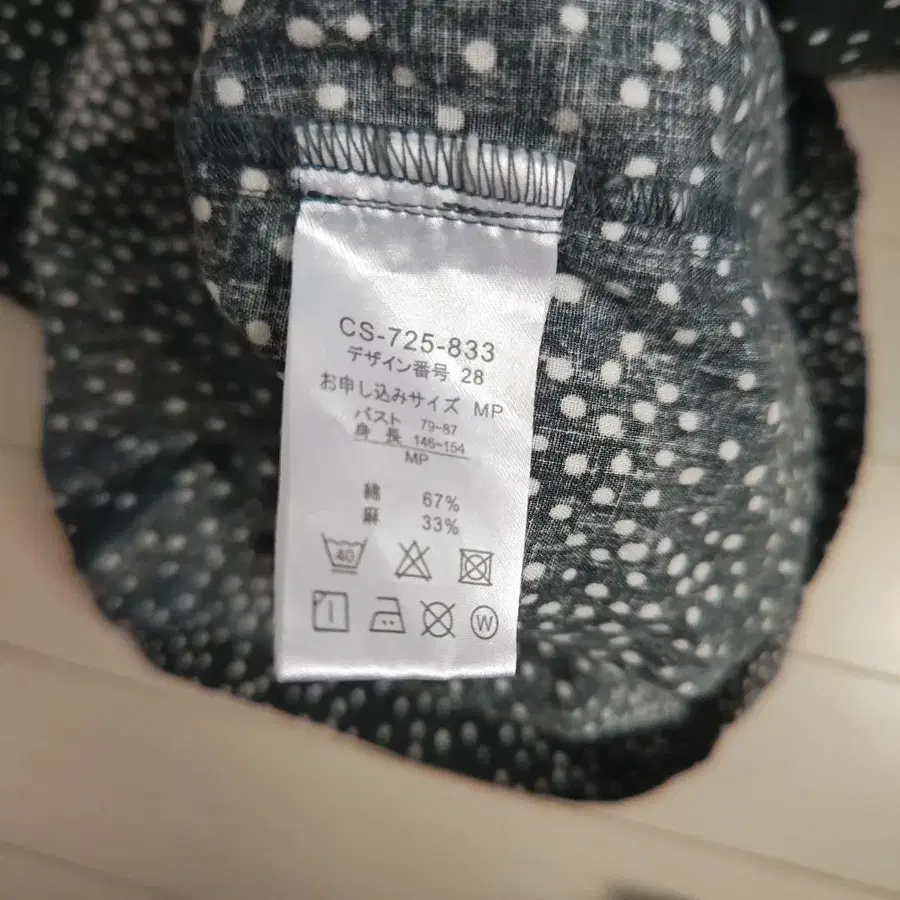 CS-725-833
デザイン番号 28
お申し込みサイズ MP
バスト 79~87
身長 146~154
MP
綿 67%
麻 33%
40
W